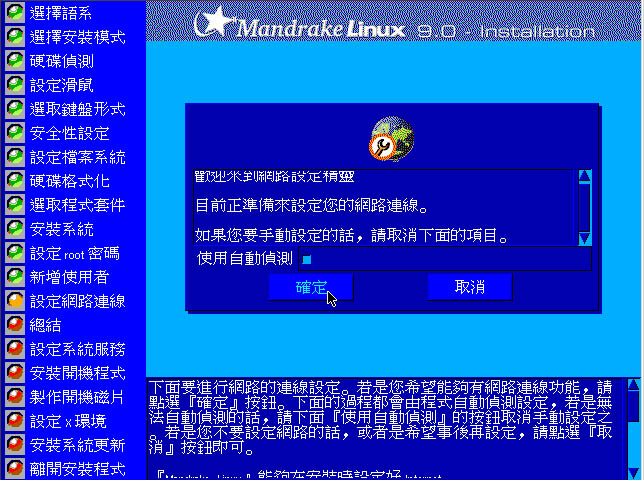 選擇語系
選擇安裝模式
硬碟偵測
設定滑鼠
選取鍵盤形式
安全性設定
設定檔案系統
硬碟格式化
選取程式套件
安裝系統
設定 root 密碼
新增使用者
設定網路連線
總結
設定系統服務
安裝開機程式
製作開機磁片
設定 X 環境
安裝系統更新
離開安裝程式
MandrakeLinux 9.0 - Installation
歡迎來到網路設定精靈
目前正準備來設定您的網路連線。
如果您要手動設定的話，請取消下面的項目。
使用自動偵測
確定
取消
下面要進行網路的連線設定。若是您希望能夠有網路連線功能，請
點選『確定』按鈕。下面的過程都會由程式自動偵測設定，若是無
法自動偵測的話，請按下『使用自動偵測』的按鈕取消手動設定之
。若是您不要設定網路的話，或者是希望事後再設定，請點選『取
消』按鈕即可。
『Mandrake Linux』能夠在安裝時設定好 Internet